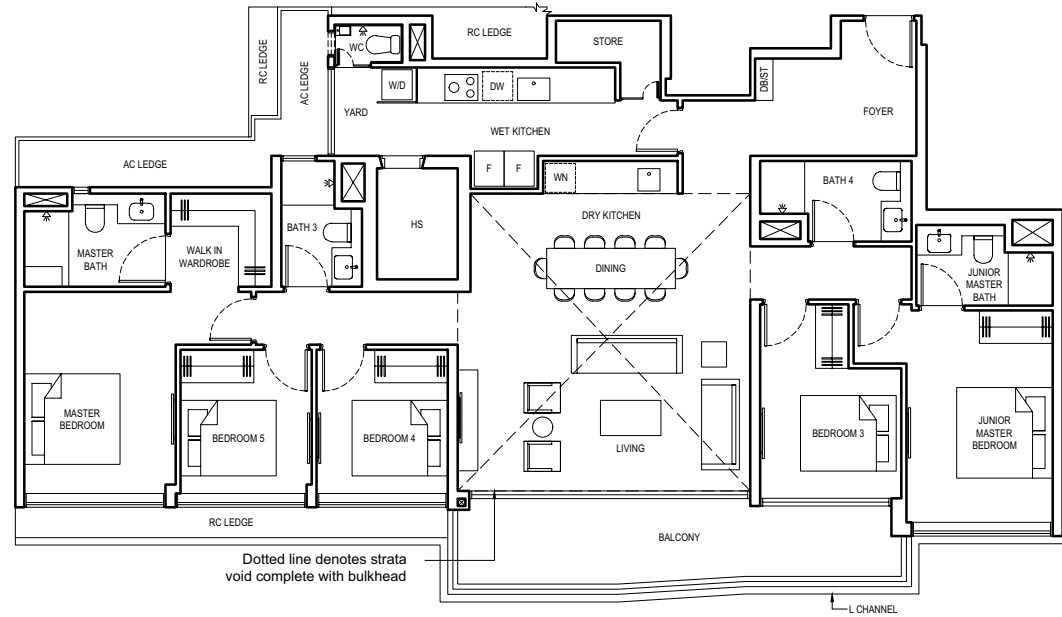 RC LEDGE
STORE
WC
RC LEDGE
AC LEDGE
W/D
DW
DB/ST
YARD
FOYER
WET KITCHEN
AC LEDGE
F
F
WN
BATH 4
DRY KITCHEN
HS
BATH 3
MASTER
BATH
WALK IN
WARDROBE
DINING
JUNIOR
MASTER
BATH
MASTER
BEDROOM
BEDROOM 5
BEDROOM 4
LIVING
BEDROOM 3
JUNIOR
MASTER
BEDROOM
RC LEDGE
BALCONY
Dotted line denotes strata
void complete with bulkhead
L CHANNEL